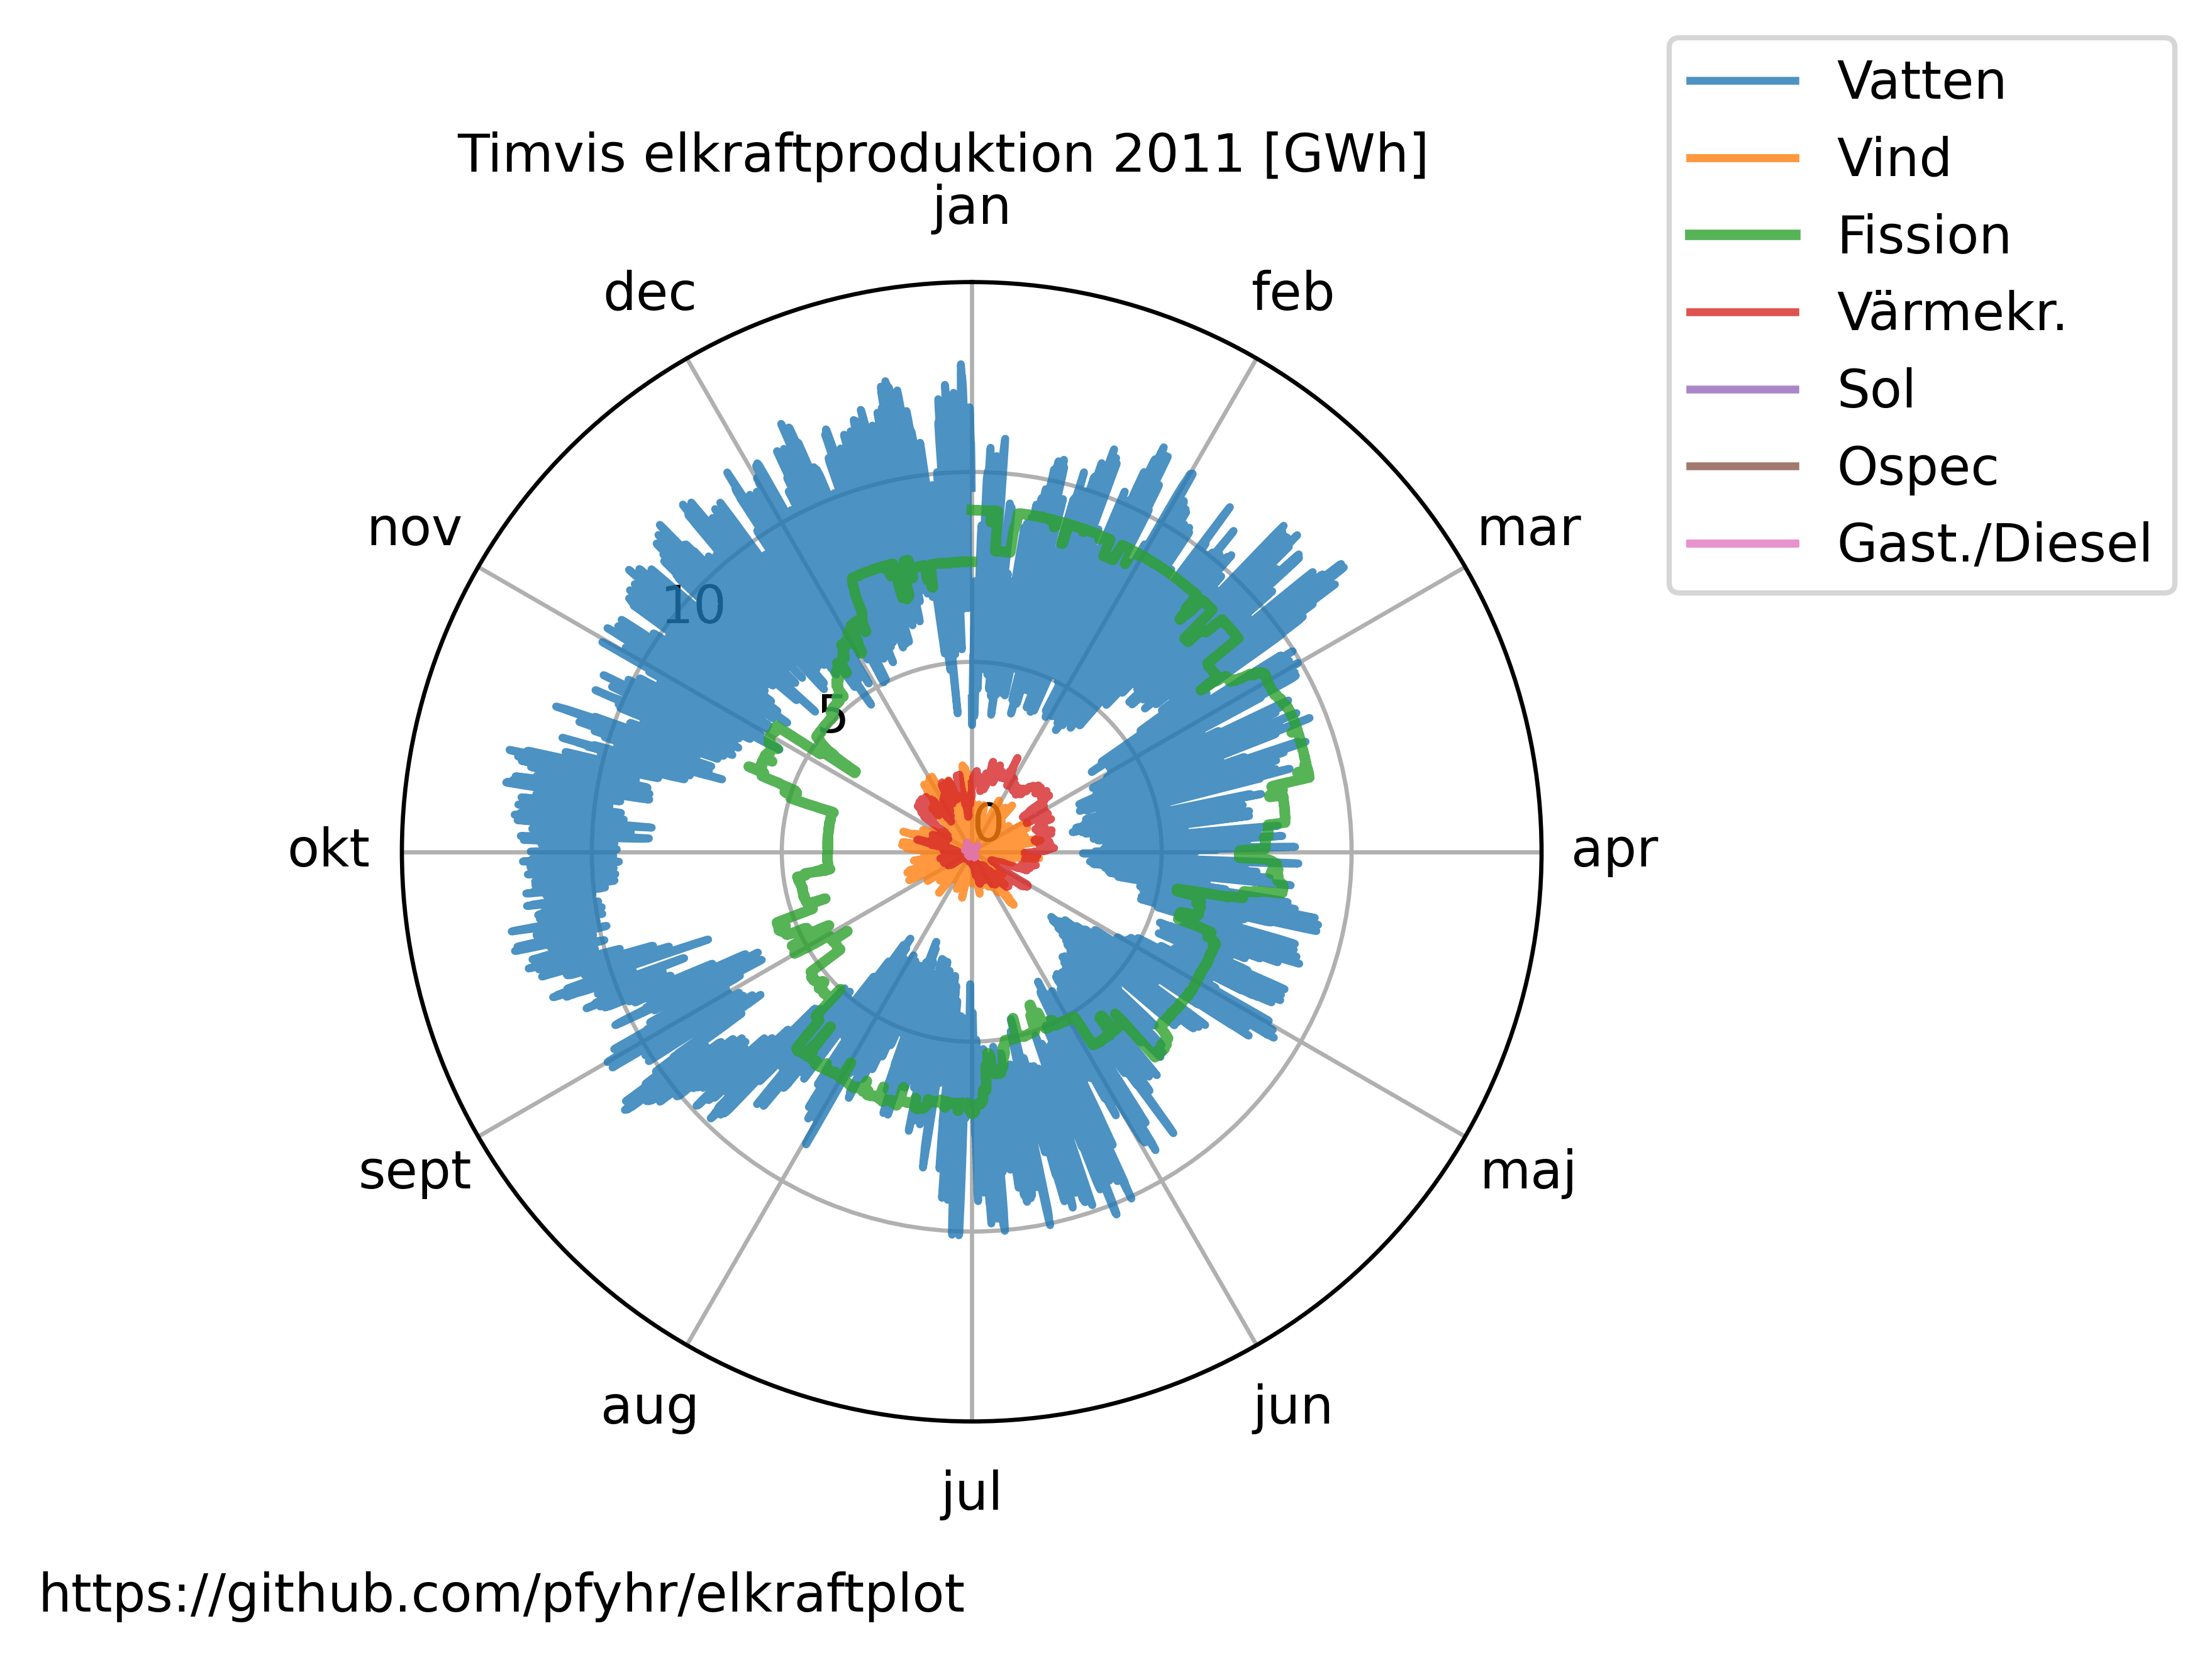 Timvis elkraftproduktion 2011 [GWh]
jan
feb
mar
apr
maj
jun
jul
aug
sept
okt
nov
dec
0
5
10
Vatten
Vind
Fission
Värmekr.
Sol
Ospec
Gast./Diesel
https://github.com/pfyhr/elkraftplot